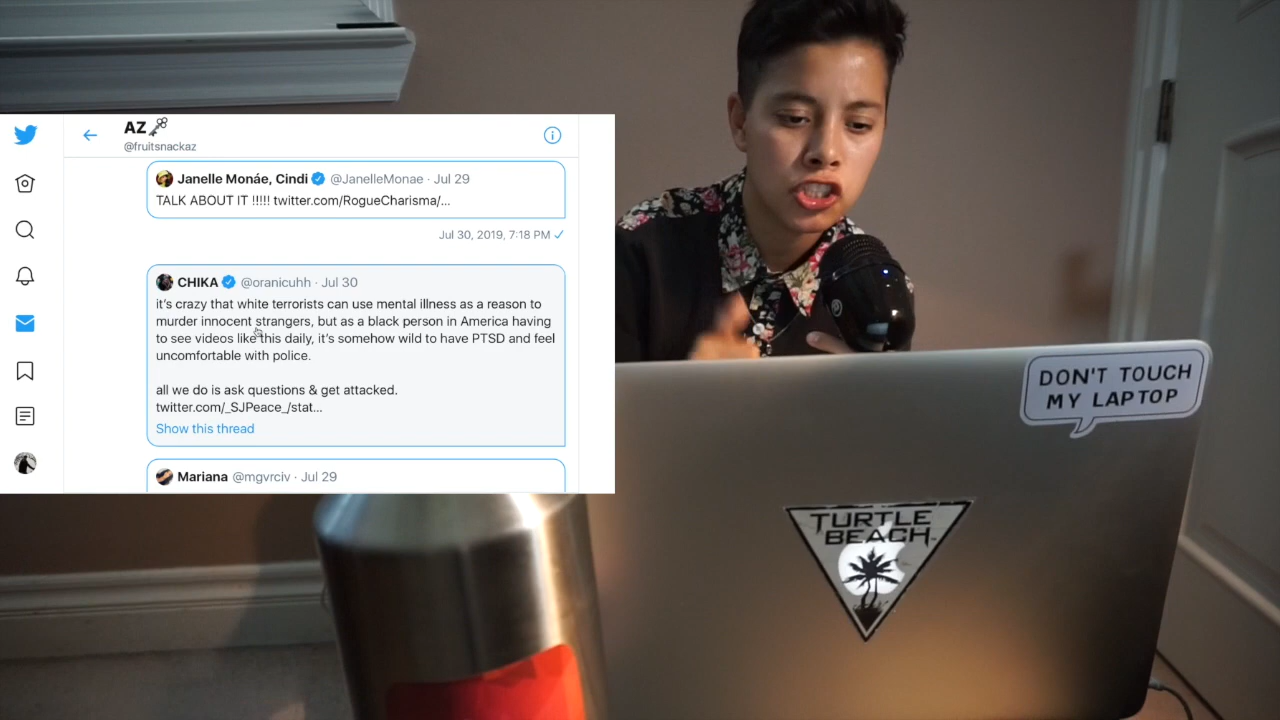 AZ
@fruitsnackaz
Janelle Monáe, Cindi @JanelleMonae · Jul 29
TALK ABOUT IT !!!!! twitter.com/RogueCharisma/...
Jul 30, 2019, 7:18 PM
CHIKA @oranicuhh · Jul 30
it's crazy that white terrorists can use mental illness as a reason to
murder innocent strangers, but as a black person in America having
to see videos like this daily, it's somehow wild to have PTSD and feel
uncomfortable with police.
all we do is ask questions & get attacked.
twitter.com/_SJPeace_/stat...
Show this thread
Mariana @mgvrciv · Jul 29
DON'T TOUCH
MY LAPTOP
TURTLE
BEACH